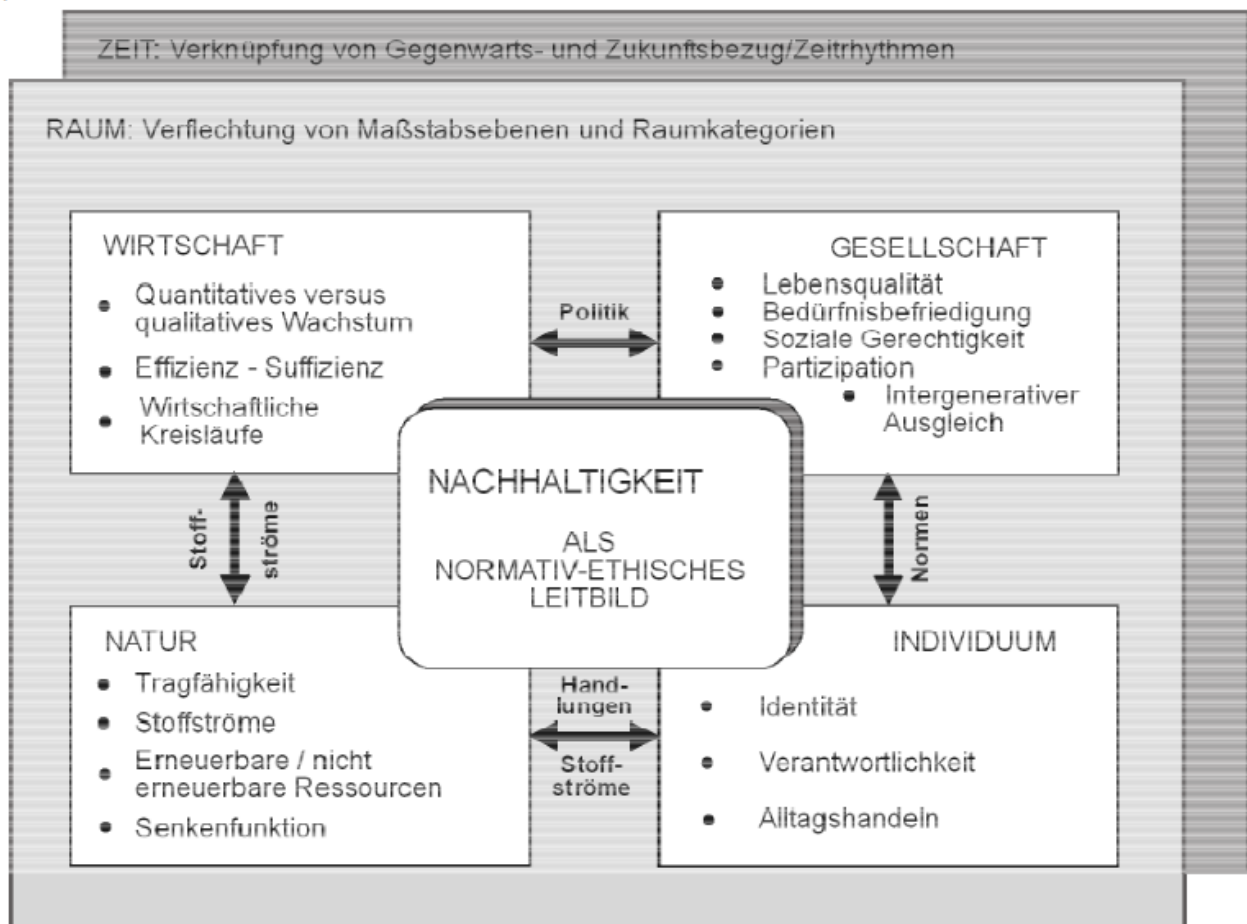 ZEIT: Verknüpfung von Gegenwarts- und Zukunftsbezug/Zeitrhythmen
RAUM: Verflechtung von Maßstabsebenen und Raumkategorien
WIRTSCHAFT
• Quantitatives versus
qualitatives Wachstum
• Effizienz - Suffizienz
• Wirtschaftliche
Kreisläufe
Politik
GESELLSCHAFT
• Lebensqualität
• Bedürfnisbefriedigung
• Soziale Gerechtigkeit
• Partizipation
• Intergenerativer
Ausgleich
Stoff-
ströme
NACHHALTIGKEIT
ALS
NORMATIV-ETHISCHES
LEITBILD
Normen
NATUR
• Tragfähigkeit
• Stoffströme
• Erneuerbare / nicht
erneuerbare Ressourcen
• Senkenfunktion
Hand-
lungen
Stoff-
ströme
INDIVIDUUM
• Identität
• Verantwortlichkeit
• Alltagshandeln